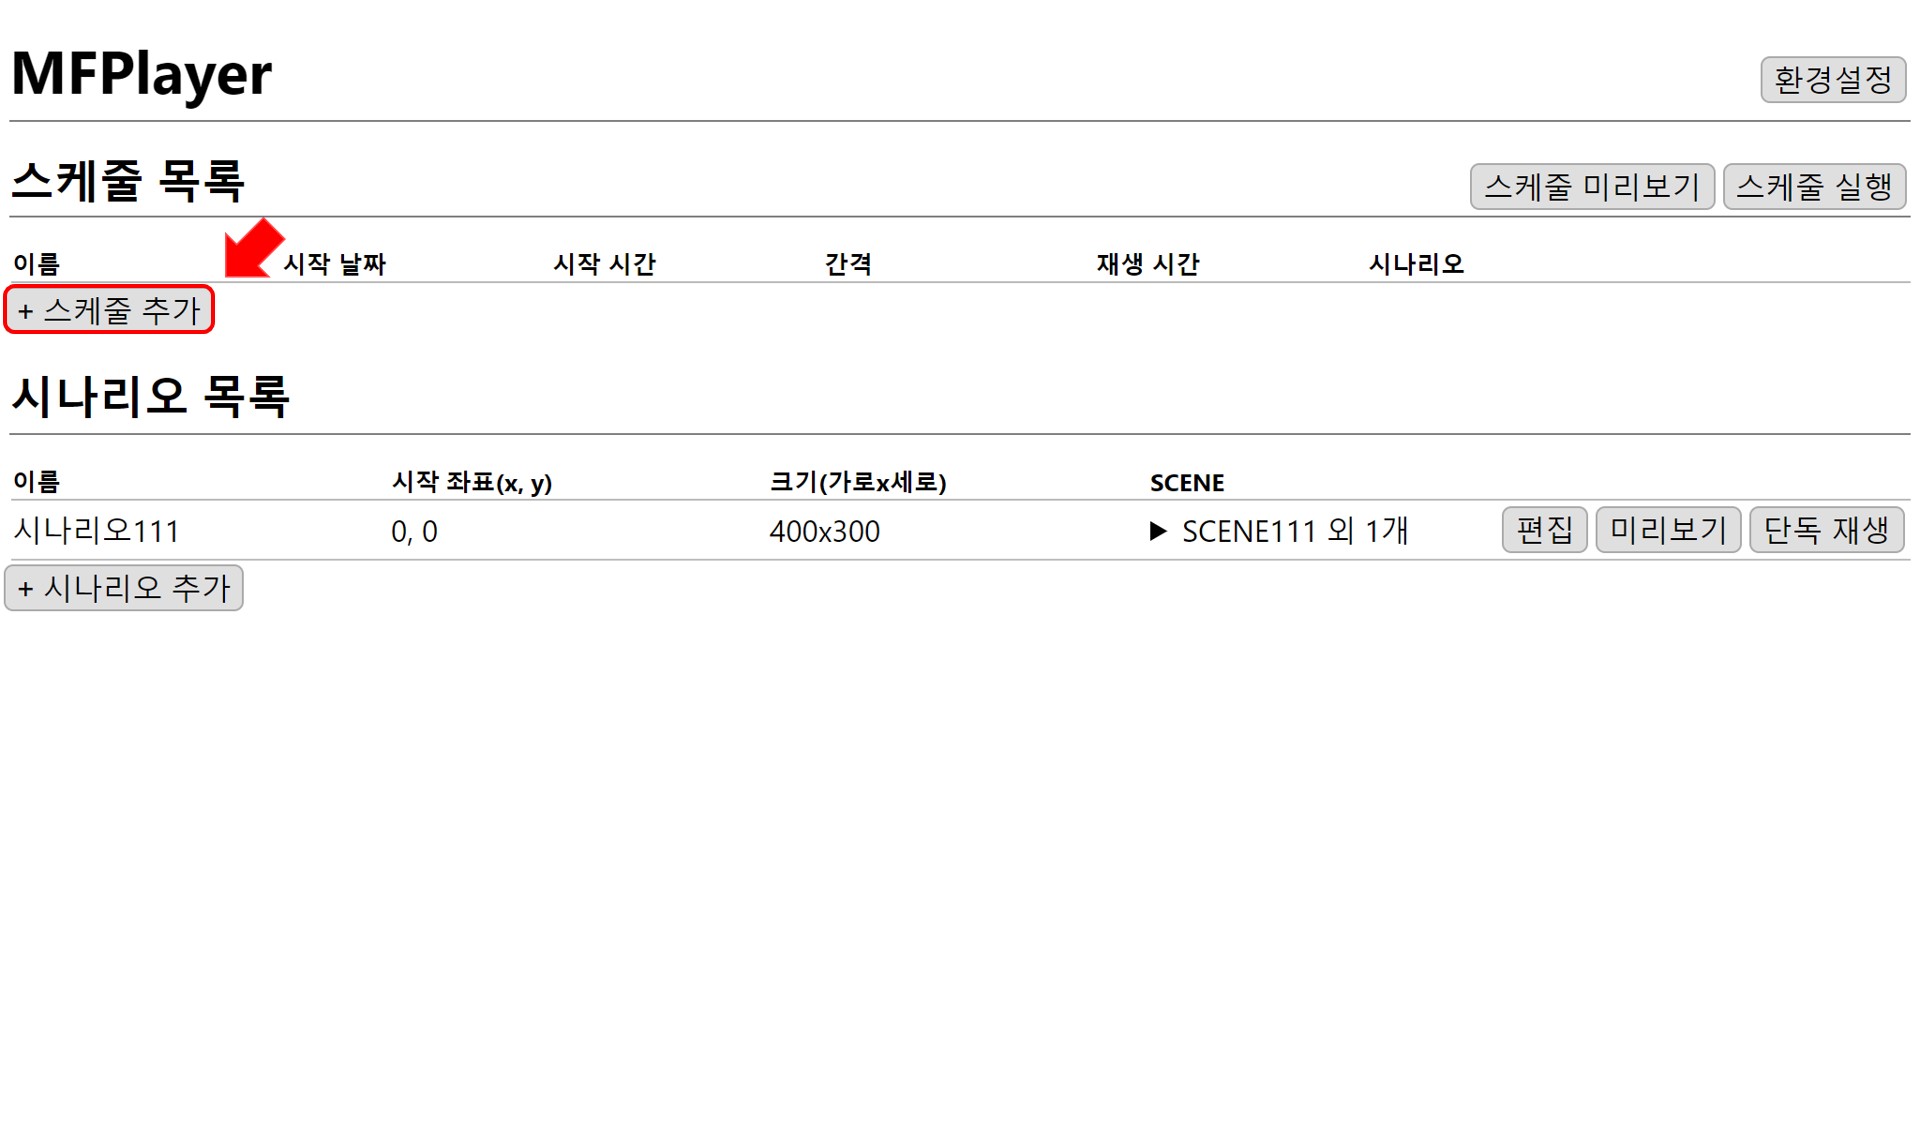 MFPlayer
환경설정
스케줄 목록
스케줄 미리보기 스케줄 실행
이름 시작 날짜 시작 시간 간격 재생 시간 시나리오
+ 스케줄 추가
시나리오 목록
이름 시작 좌표(x, y) 크기(가로x세로) SCENE
시나리오111 0, 0 400x300 ▶ SCENE111 외 1개 편집 미리보기 단독 재생
+ 시나리오 추가